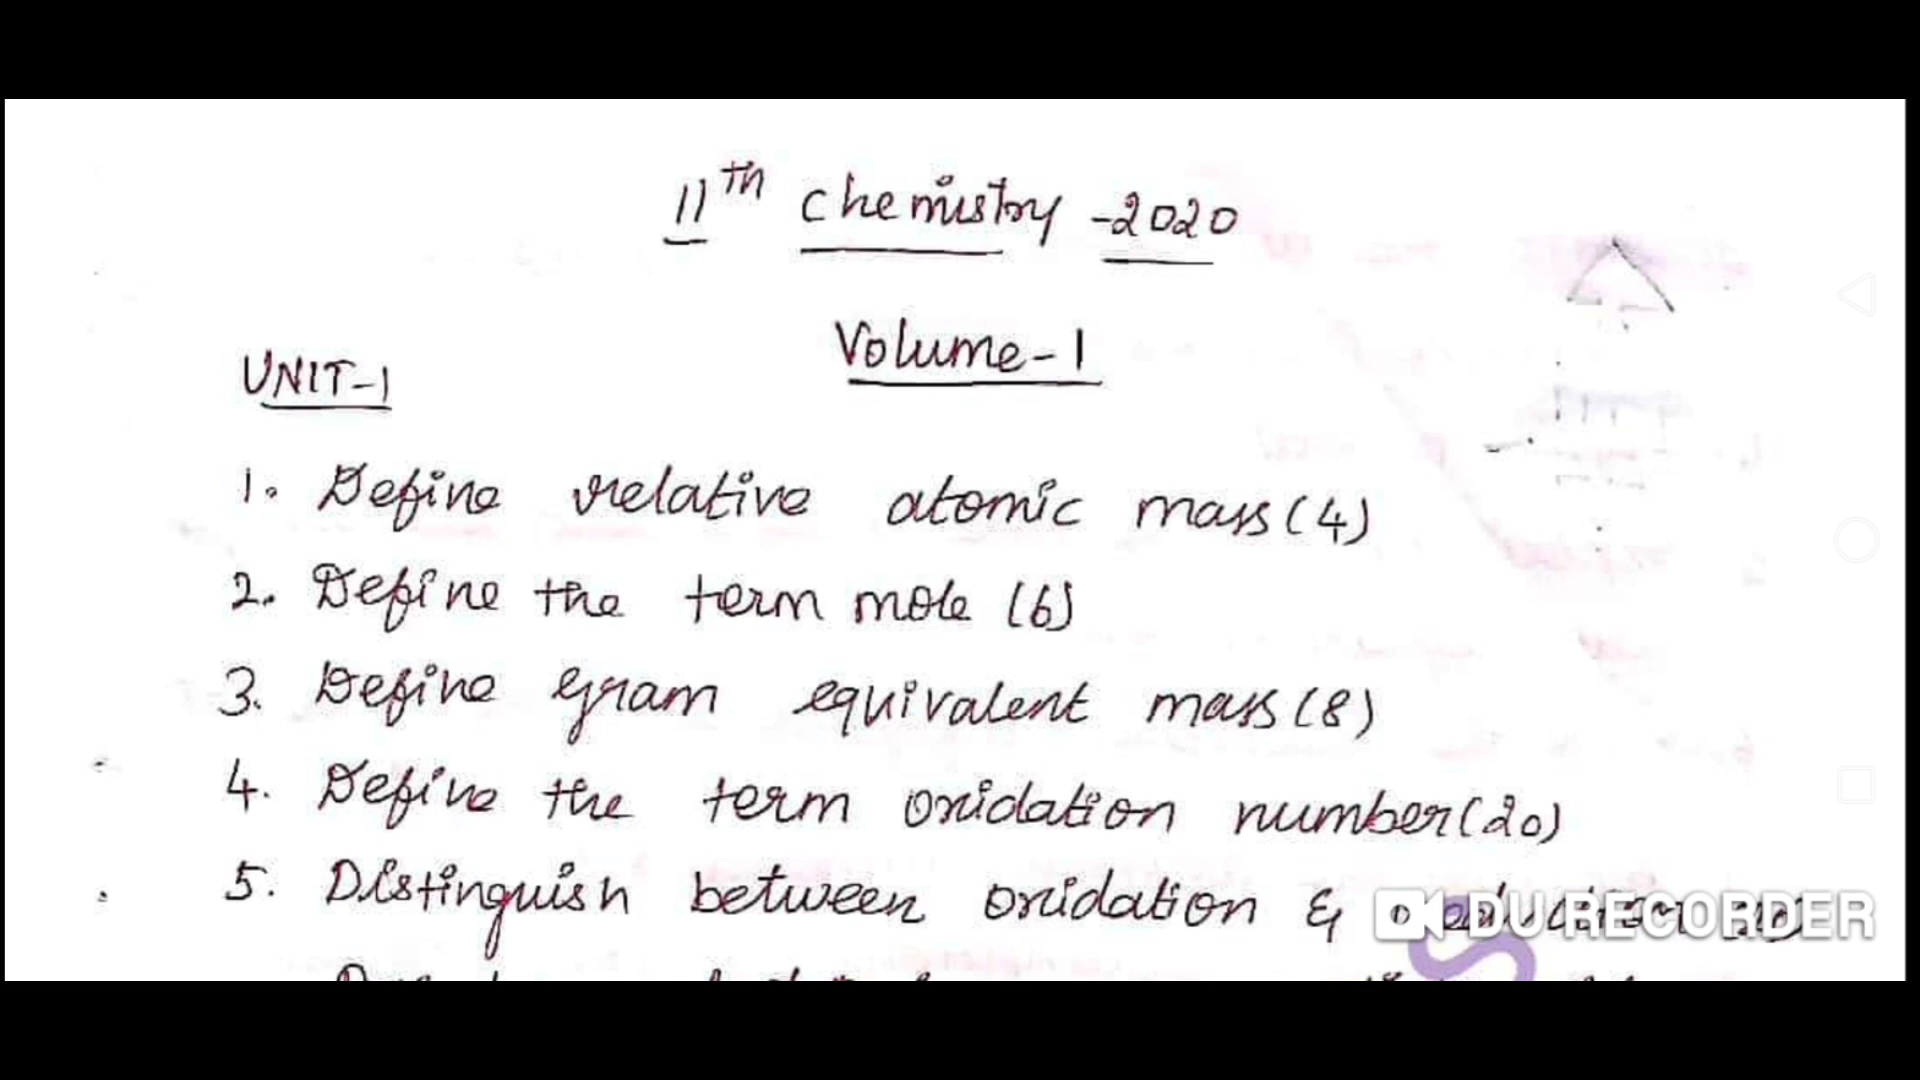 11th chemistry -2020
Volume-1
UNIT-1
1. Define relative atomic mass (4)
2. Define the term mole (6)
3. Define gram equivalent mass (8)
4. Define the term oxidation number (20)
5. Distinguish between oxidation &
DU RECORDER